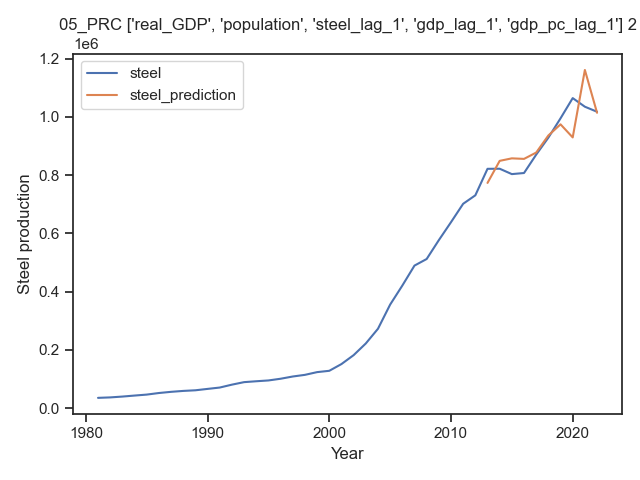 05_PRC ['real_GDP', 'population', 'steel_lag_1', 'gdp_lag_1', 'gdp_pc_lag_1'] 2
1e6
1.2
1.0
0.8
0.6
0.4
0.2
0.0
Steel production
steel
steel_prediction
1980
1990
2000
2010
2020
Year